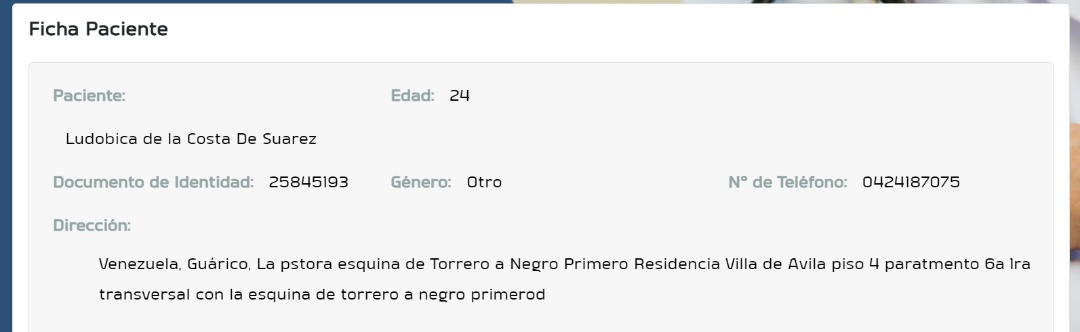 Ficha Paciente
Paciente: Edad: 24
Ludobica de la Costa De Suarez
Documento de Identidad: 25845193 Género: Otro N° de Teléfono: 0424187075
Dirección:
Venezuela, Guárico, La pstora esquina de Torrero a Negro Primero Residencia Villa de Avila piso 4 paratmento 6a 1ra
transversal con la esquina de torrero a negro primerod